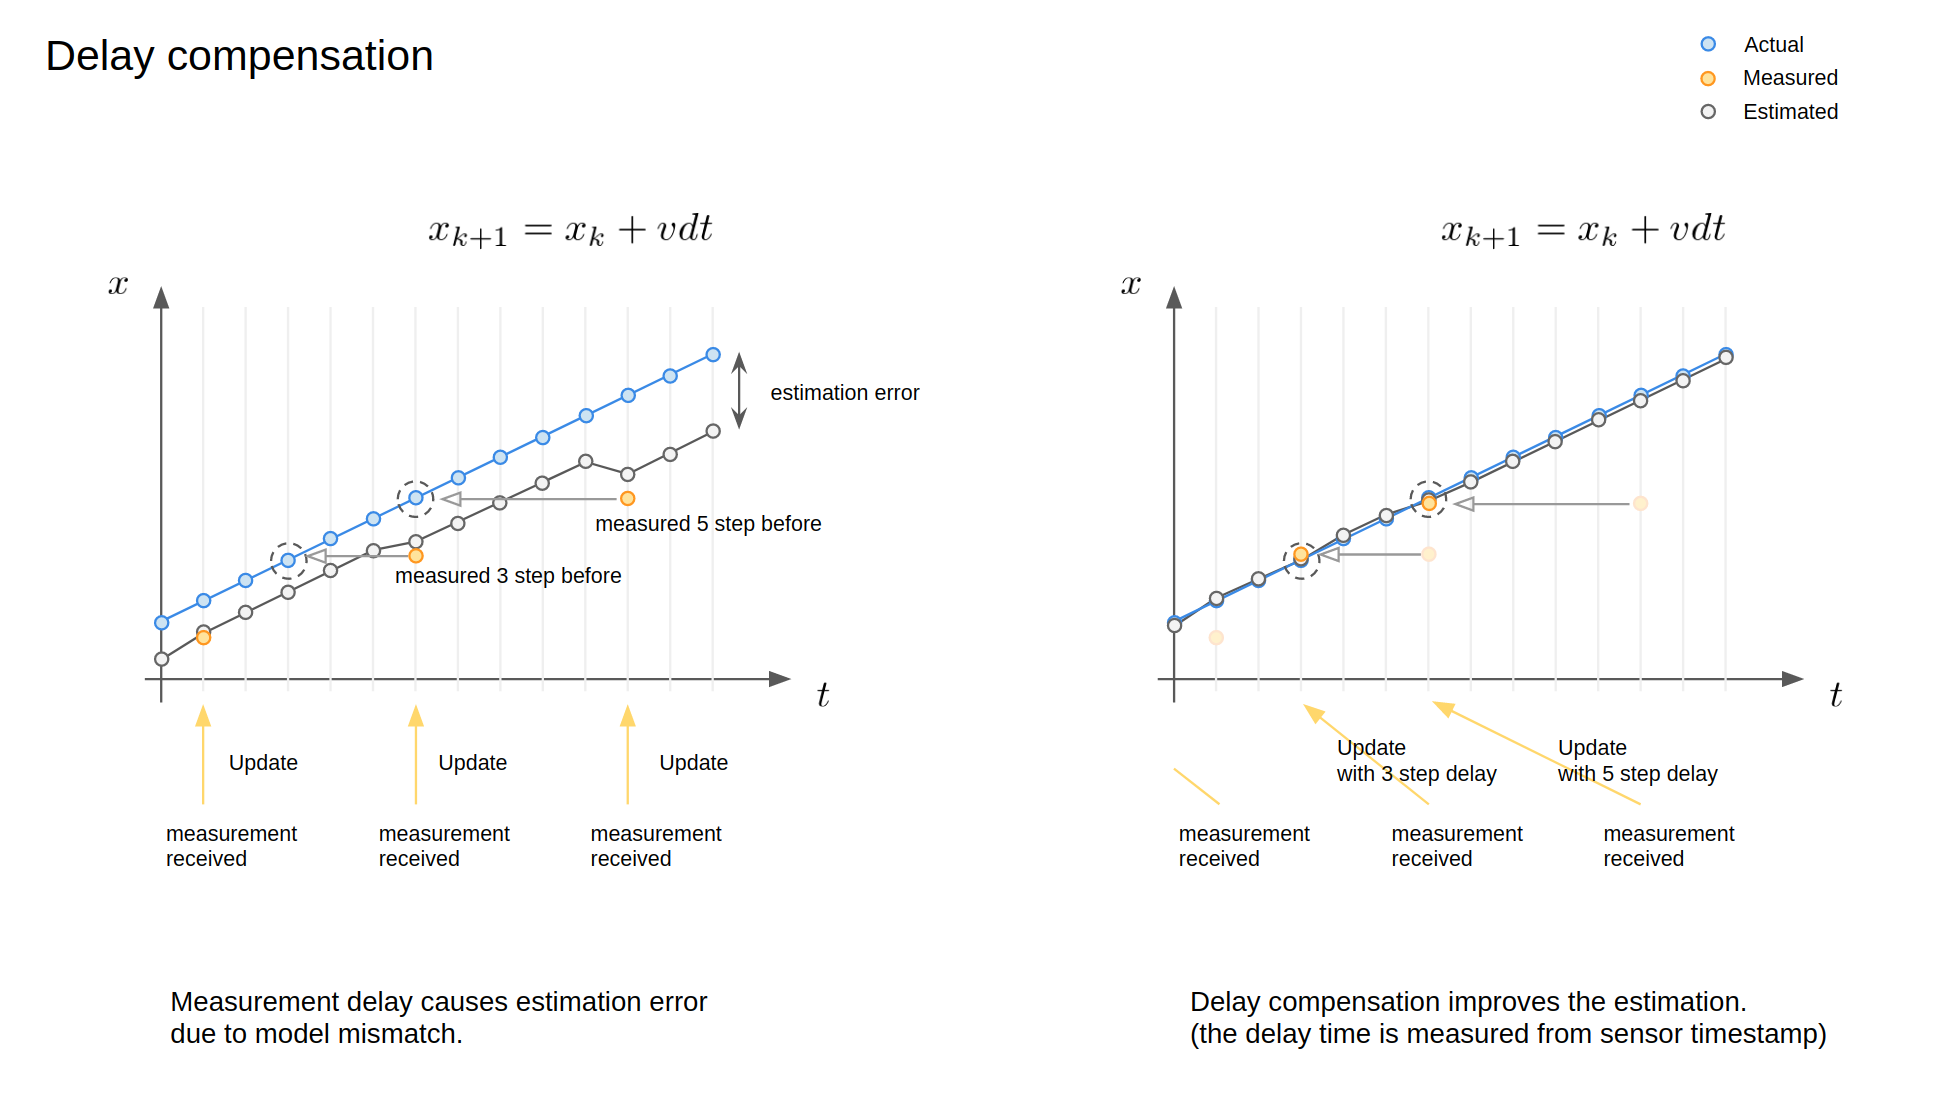 Delay compensation
Actual
Measured
Estimated
x_{k+1} = x_k + vdt
x
estimation error
measured 5 step before
measured 3 step before
t
Update
Update
Update
measurement
received
measurement
received
measurement
received
Measurement delay causes estimation error
due to model mismatch.
x_{k+1} = x_k + vdt
x
t
Update
with 3 step delay
Update
with 5 step delay
measurement
received
measurement
received
measurement
received
Delay compensation improves the estimation.
(the delay time is measured from sensor timestamp)